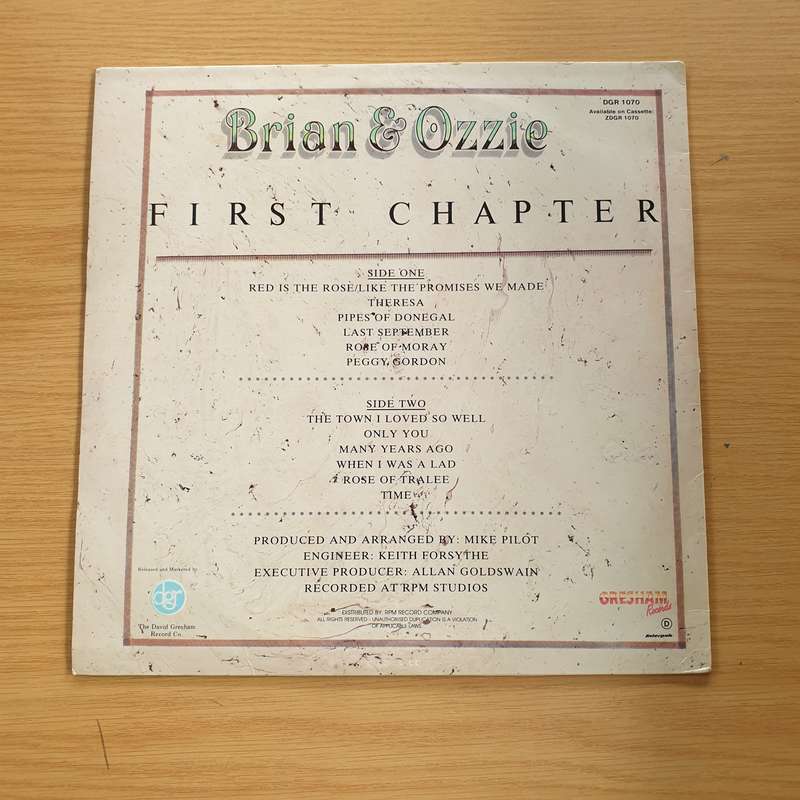 DGR 1070
Available on Cassette:
ZDGR 1070
Brian & Ozzie
FIRST CHAPTER
SIDE ONE
RED IS THE ROSE/LIKE THE PROMISES WE MADE
THERESA
PIPES OF DONEGAL
LAST SEPTEMBER
ROSE OF MORAY
PEGGY GORDON
SIDE TWO
THE TOWN I LOVED SO WELL
ONLY YOU
MANY YEARS AGO
WHEN I WAS A LAD
ROSE OF TRALEE
TIME
PRODUCED AND ARRANGED BY: MIKE PILOT
ENGINEER: KEITH FORSYTHE
EXECUTIVE PRODUCER: ALLAN GOLDSWAIN
RECORDED AT RPM STUDIOS
Released and Marketed by
dgr
The David Gresham
Record Co.
DISTRIBUTED BY: RPM RECORD COMPANY
ALL RIGHTS RESERVED - UNAUTHORISED DUPLICATION IS A VIOLATION
OF APPLICABLE LAWS
GRESHAM
Records
D
Interpak